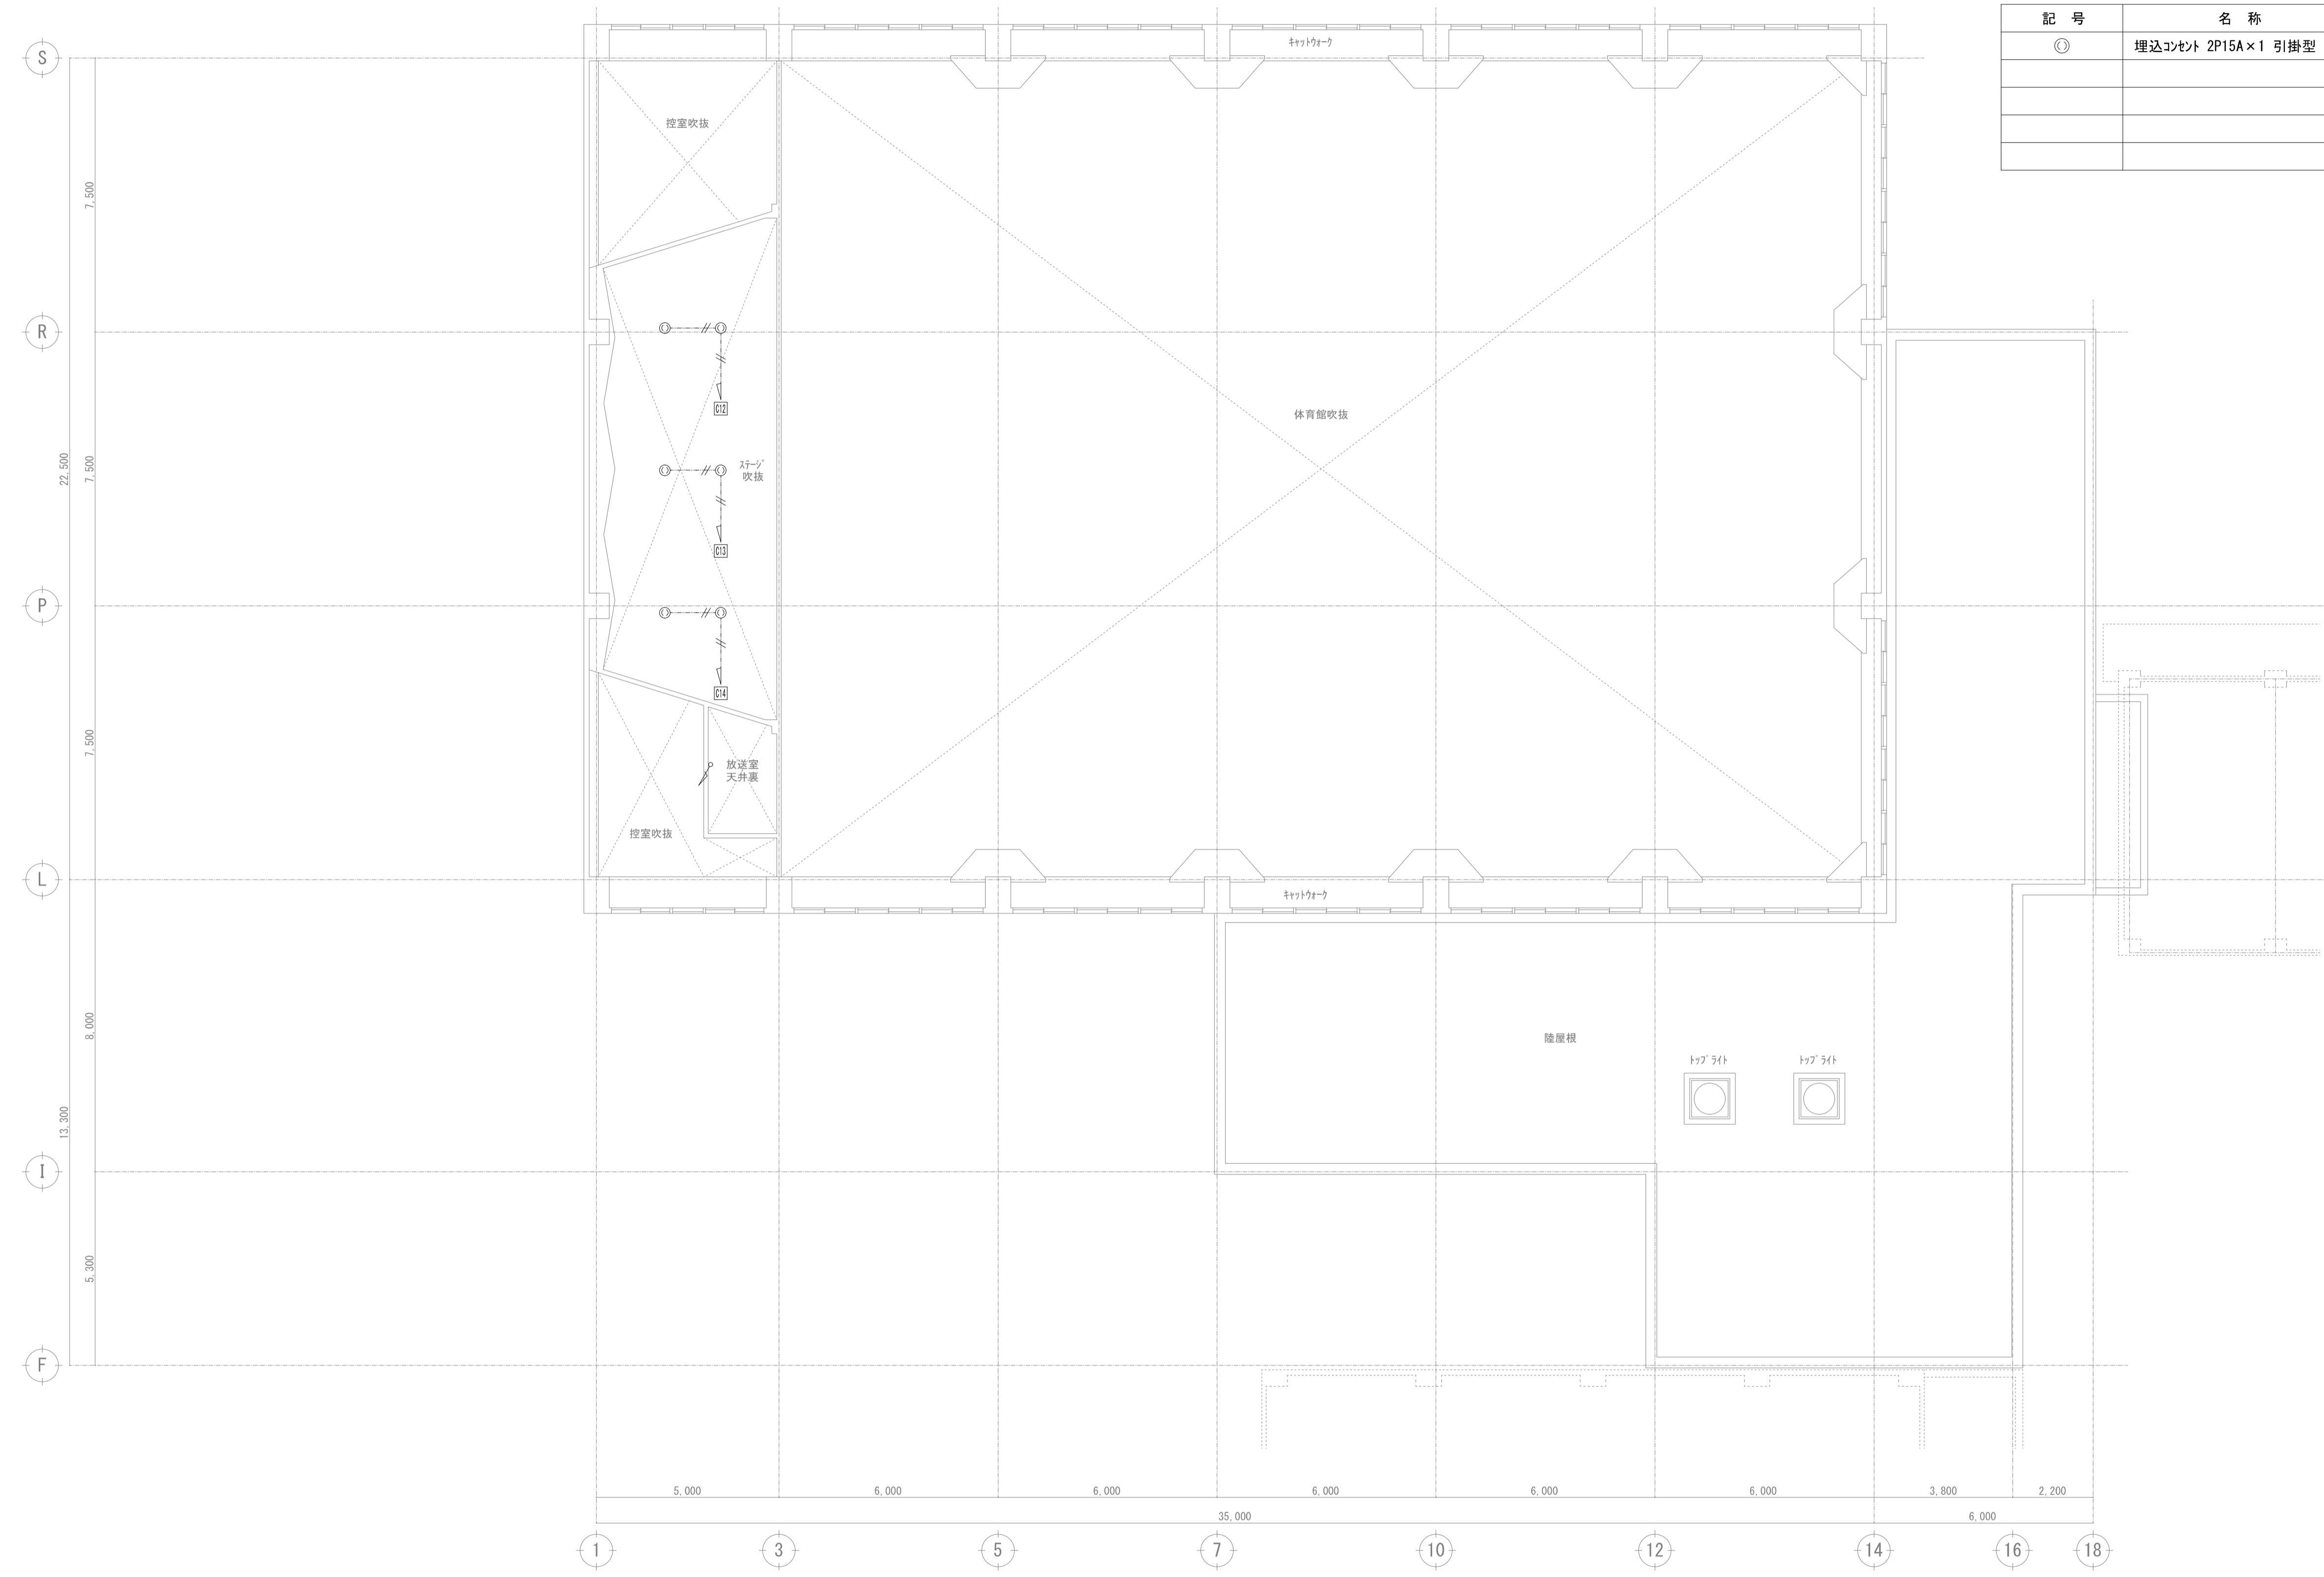 記 号 名 称
埋込ｺﾝｾﾝﾄ 2P15A×1 引掛型
S
ｷｬｯﾄｳｫｰｸ
控室吹抜
7,500
R
C12
体育館吹抜
22,500
7,500
ｽﾃｰｼﾞ
吹抜
C13
P
C14
7,500
放送室
天井裏
控室吹抜
L
ｷｬｯﾄｳｫｰｸ
8,000
陸屋根
ﾄｯﾌﾟﾗｲﾄ ﾄｯﾌﾟﾗｲﾄ
13,300
I
5,300
F
5,000 6,000 6,000 6,000 6,000 6,000 3,800 2,200
35,000 6,000
1 3 5 7 10 12 14 16 18